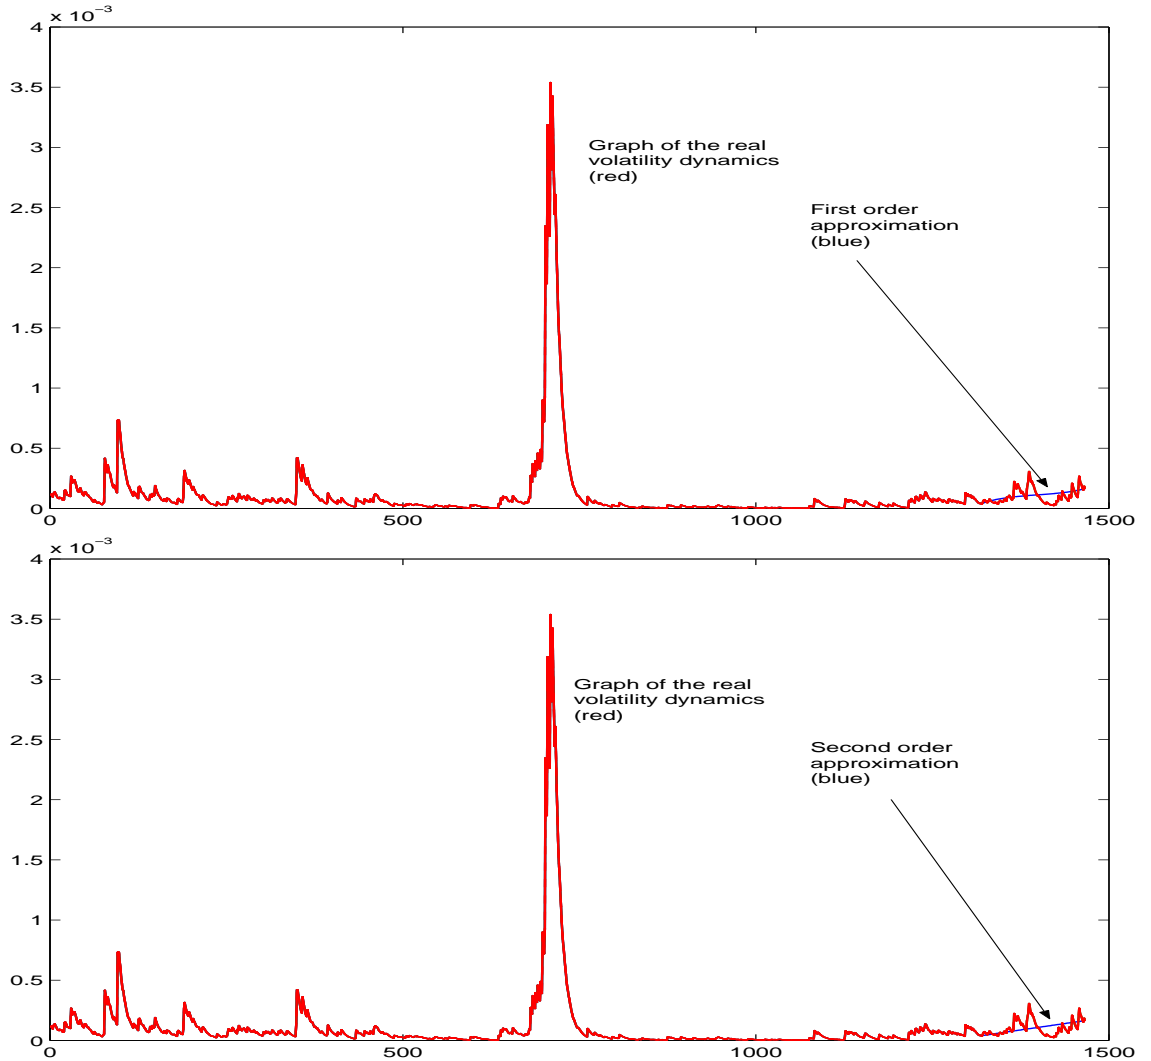 x 10⁻³
4
3.5
3
2.5
2
1.5
1
0.5
0
0 500 1000 1500
Graph of the real
volatility dynamics
(red)
First order
approximation
(blue)
x 10⁻³
4
3.5
3
2.5
2
1.5
1
0.5
0
0 500 1000 1500
Graph of the real
volatility dynamics
(red)
Second order
approximation
(blue)